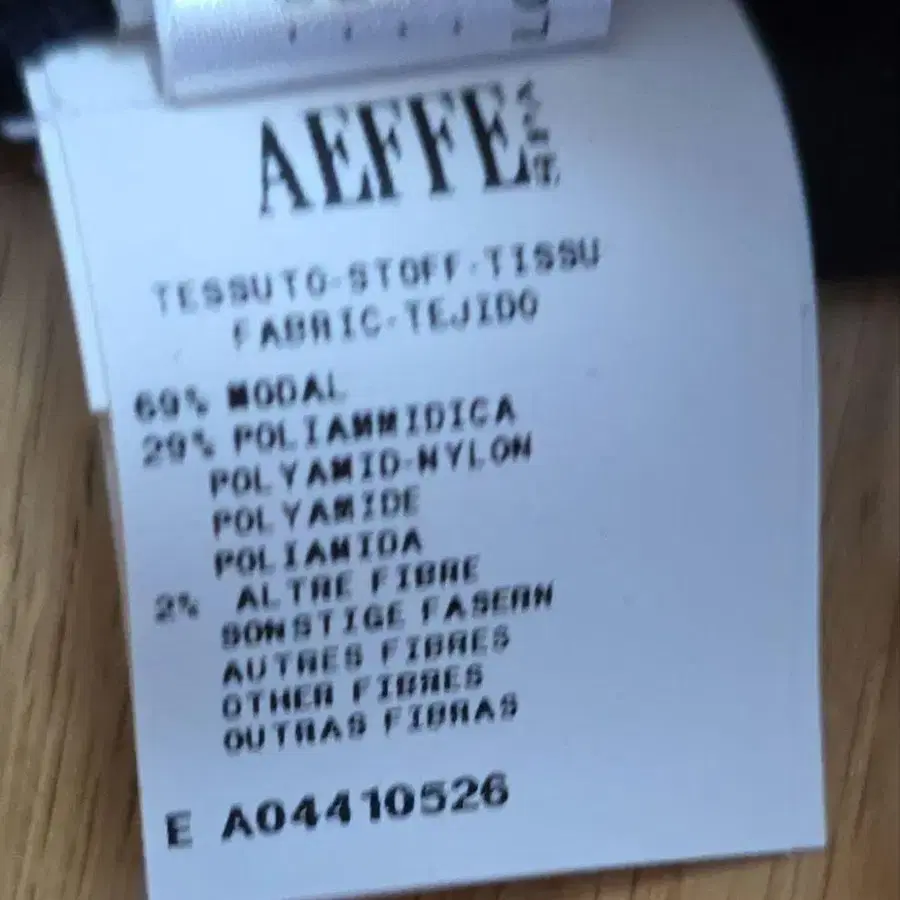 AEFFE
TESSUTO-STOFF-TISSU
FABRIC-TEJIDO
69% MODAL
29% POLIAMMIDICA
POLYAMID-NYLON
POLYAMIDE
POLIAMIDA
2% ALTRE FIBRE
SONSTIGE FASERN
AUTRES FIBRES
OTHER FIBRES
OUTRAS FIBRAS
E A04410526